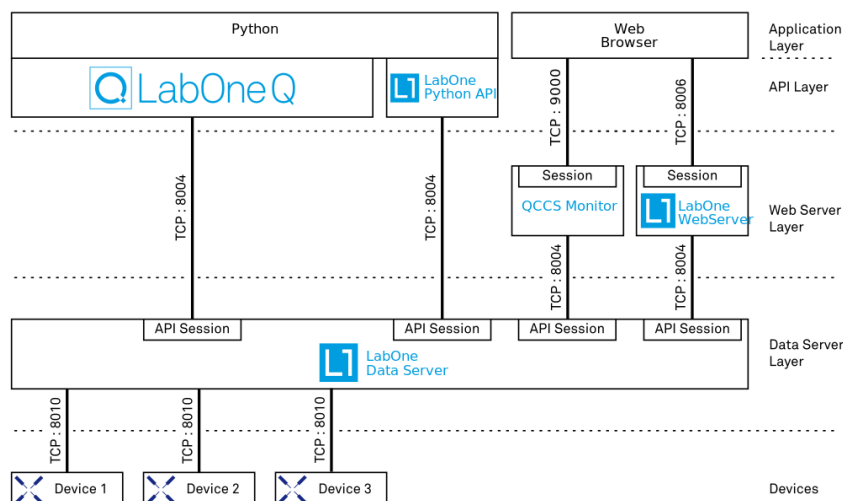 Python
Web
Browser
Application
Layer
LabOne Q
LabOne
Python API
API Layer
TCP : 9000
TCP : 8006
TCP : 8004
TCP : 8004
Session
Session
QCCS Monitor
LabOne
WebServer
Web Server
Layer
TCP : 8004
TCP : 8004
API Session
API Session
API Session
API Session
LabOne
Data Server
Data Server
Layer
TCP : 8010
TCP : 8010
TCP : 8010
Device 1
Device 2
Device 3
Devices